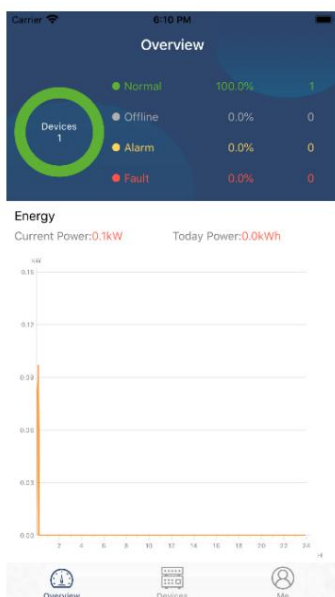 Carrier 6:10 PM
Overview
Devices
1
Normal 100.0% 1
Offline 0.0% 0
Alarm 0.0% 0
Fault 0.0% 0
Energy
Current Power:0.1kW Today Power:0.0kWh
kW
0.15
0.12
0.09
0.06
0.03
0.00
2 4 6 8 10 12 14 16 18 20 22 24
H
Overview Devices Me